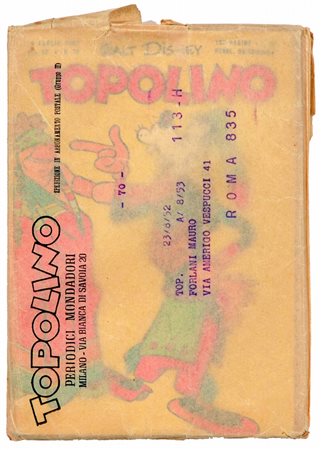 WALT DISNEY
TOPOLINO
TOPOLINO
PERIODICI MONDADORI
MILANO - VIA BIANCA DI SAVOIA 20
SPEDIZIONE IN ABBONAMENTO POSTALE (Gruppo II)
- 70 -
113-H
23/8/52
A/ 8/53
TOP.
FORLANI MAURO
VIA AMERIGO VESPUCCI 41
ROMA 835